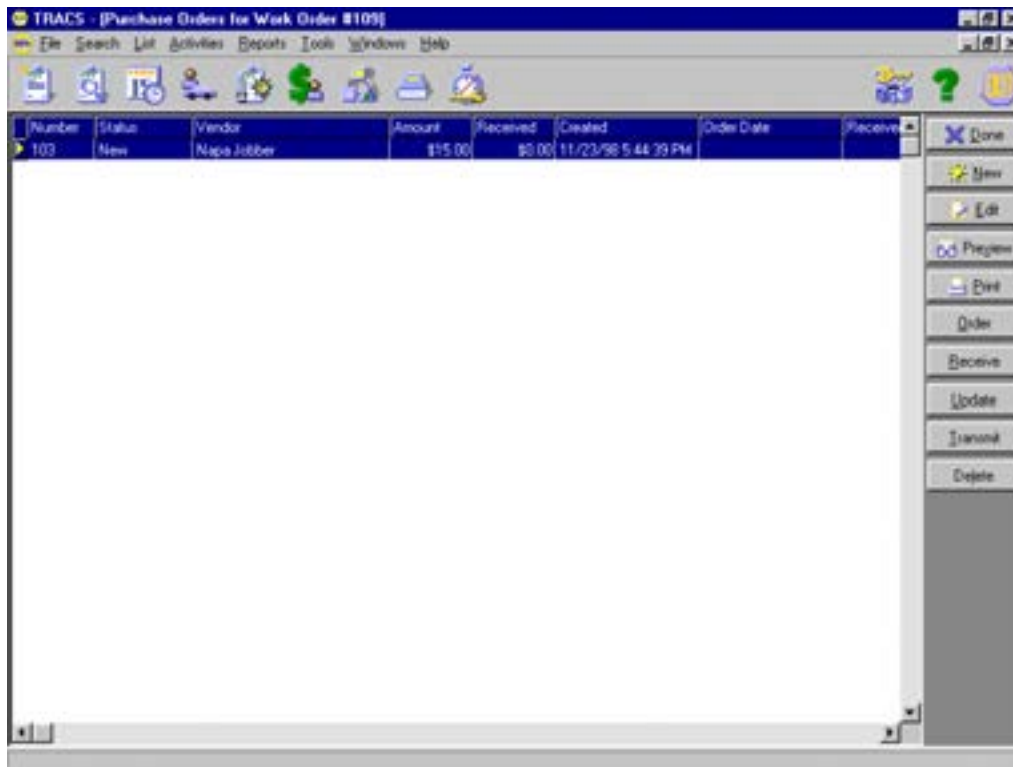 TRACS - [Purchase Orders for Work Order #109]
File Search List Activities Reports Tools Windows Help
Number Status Vendor Amount Received Created Order Date Receive
103 New Napa Jobber $15.00 $0.00 11/23/98 5:44:39 PM
Done
New
Edit
Preview
Print
Order
Receive
Update
Transmit
Delete